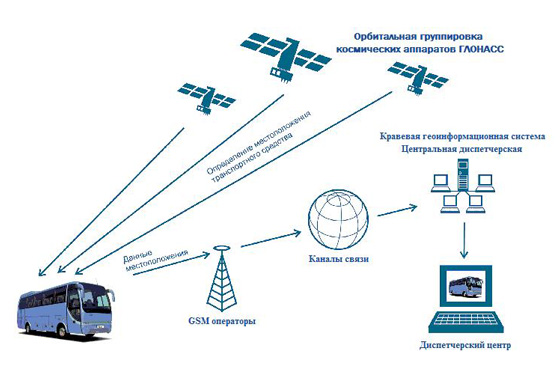 Орбитальная группировка
космических аппаратов ГЛОНАСС
Определение местоположения
транспортного средства
Кравевая геоинформационная система
Центральная диспетчерская
Данные
местоположения
Каналы связи
GSM операторы
Диспетчерский центр